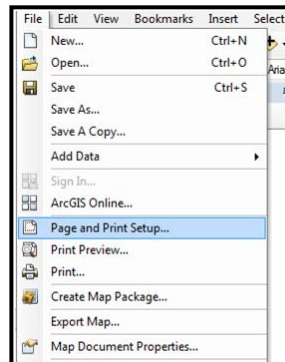 File Edit View Bookmarks Insert Select
New... Ctrl+N
Open... Ctrl+O
Aria
Save Ctrl+S
Save As...
Save A Copy...
Add Data
Sign In...
ArcGIS Online...
Page and Print Setup...
Print Preview...
Print...
Create Map Package...
Export Map...
Map Document Properties...